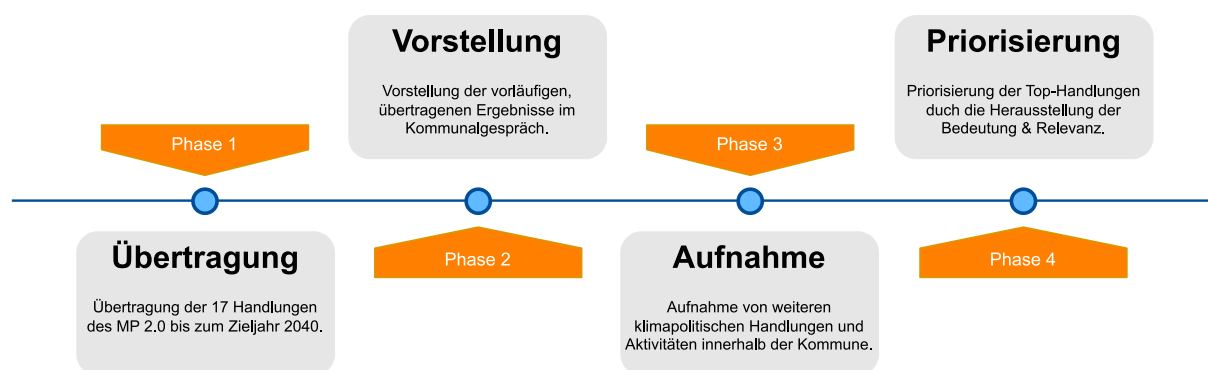 Phase 1
Übertragung
Übertragung der 17 Handlungen
des MP 2.0 bis zum Zieljahr 2040.
Vorstellung
Vorstellung der vorläufigen,
übertragenen Ergebnisse im
Kommunalgespräch.
Phase 2
Phase 3
Aufnahme
Aufnahme von weiteren
klimapolitischen Handlungen und
Aktivitäten innerhalb der Kommune.
Priorisierung
Priorisierung der Top-Handlungen
duch die Herausstellung der
Bedeutung & Relevanz.
Phase 4